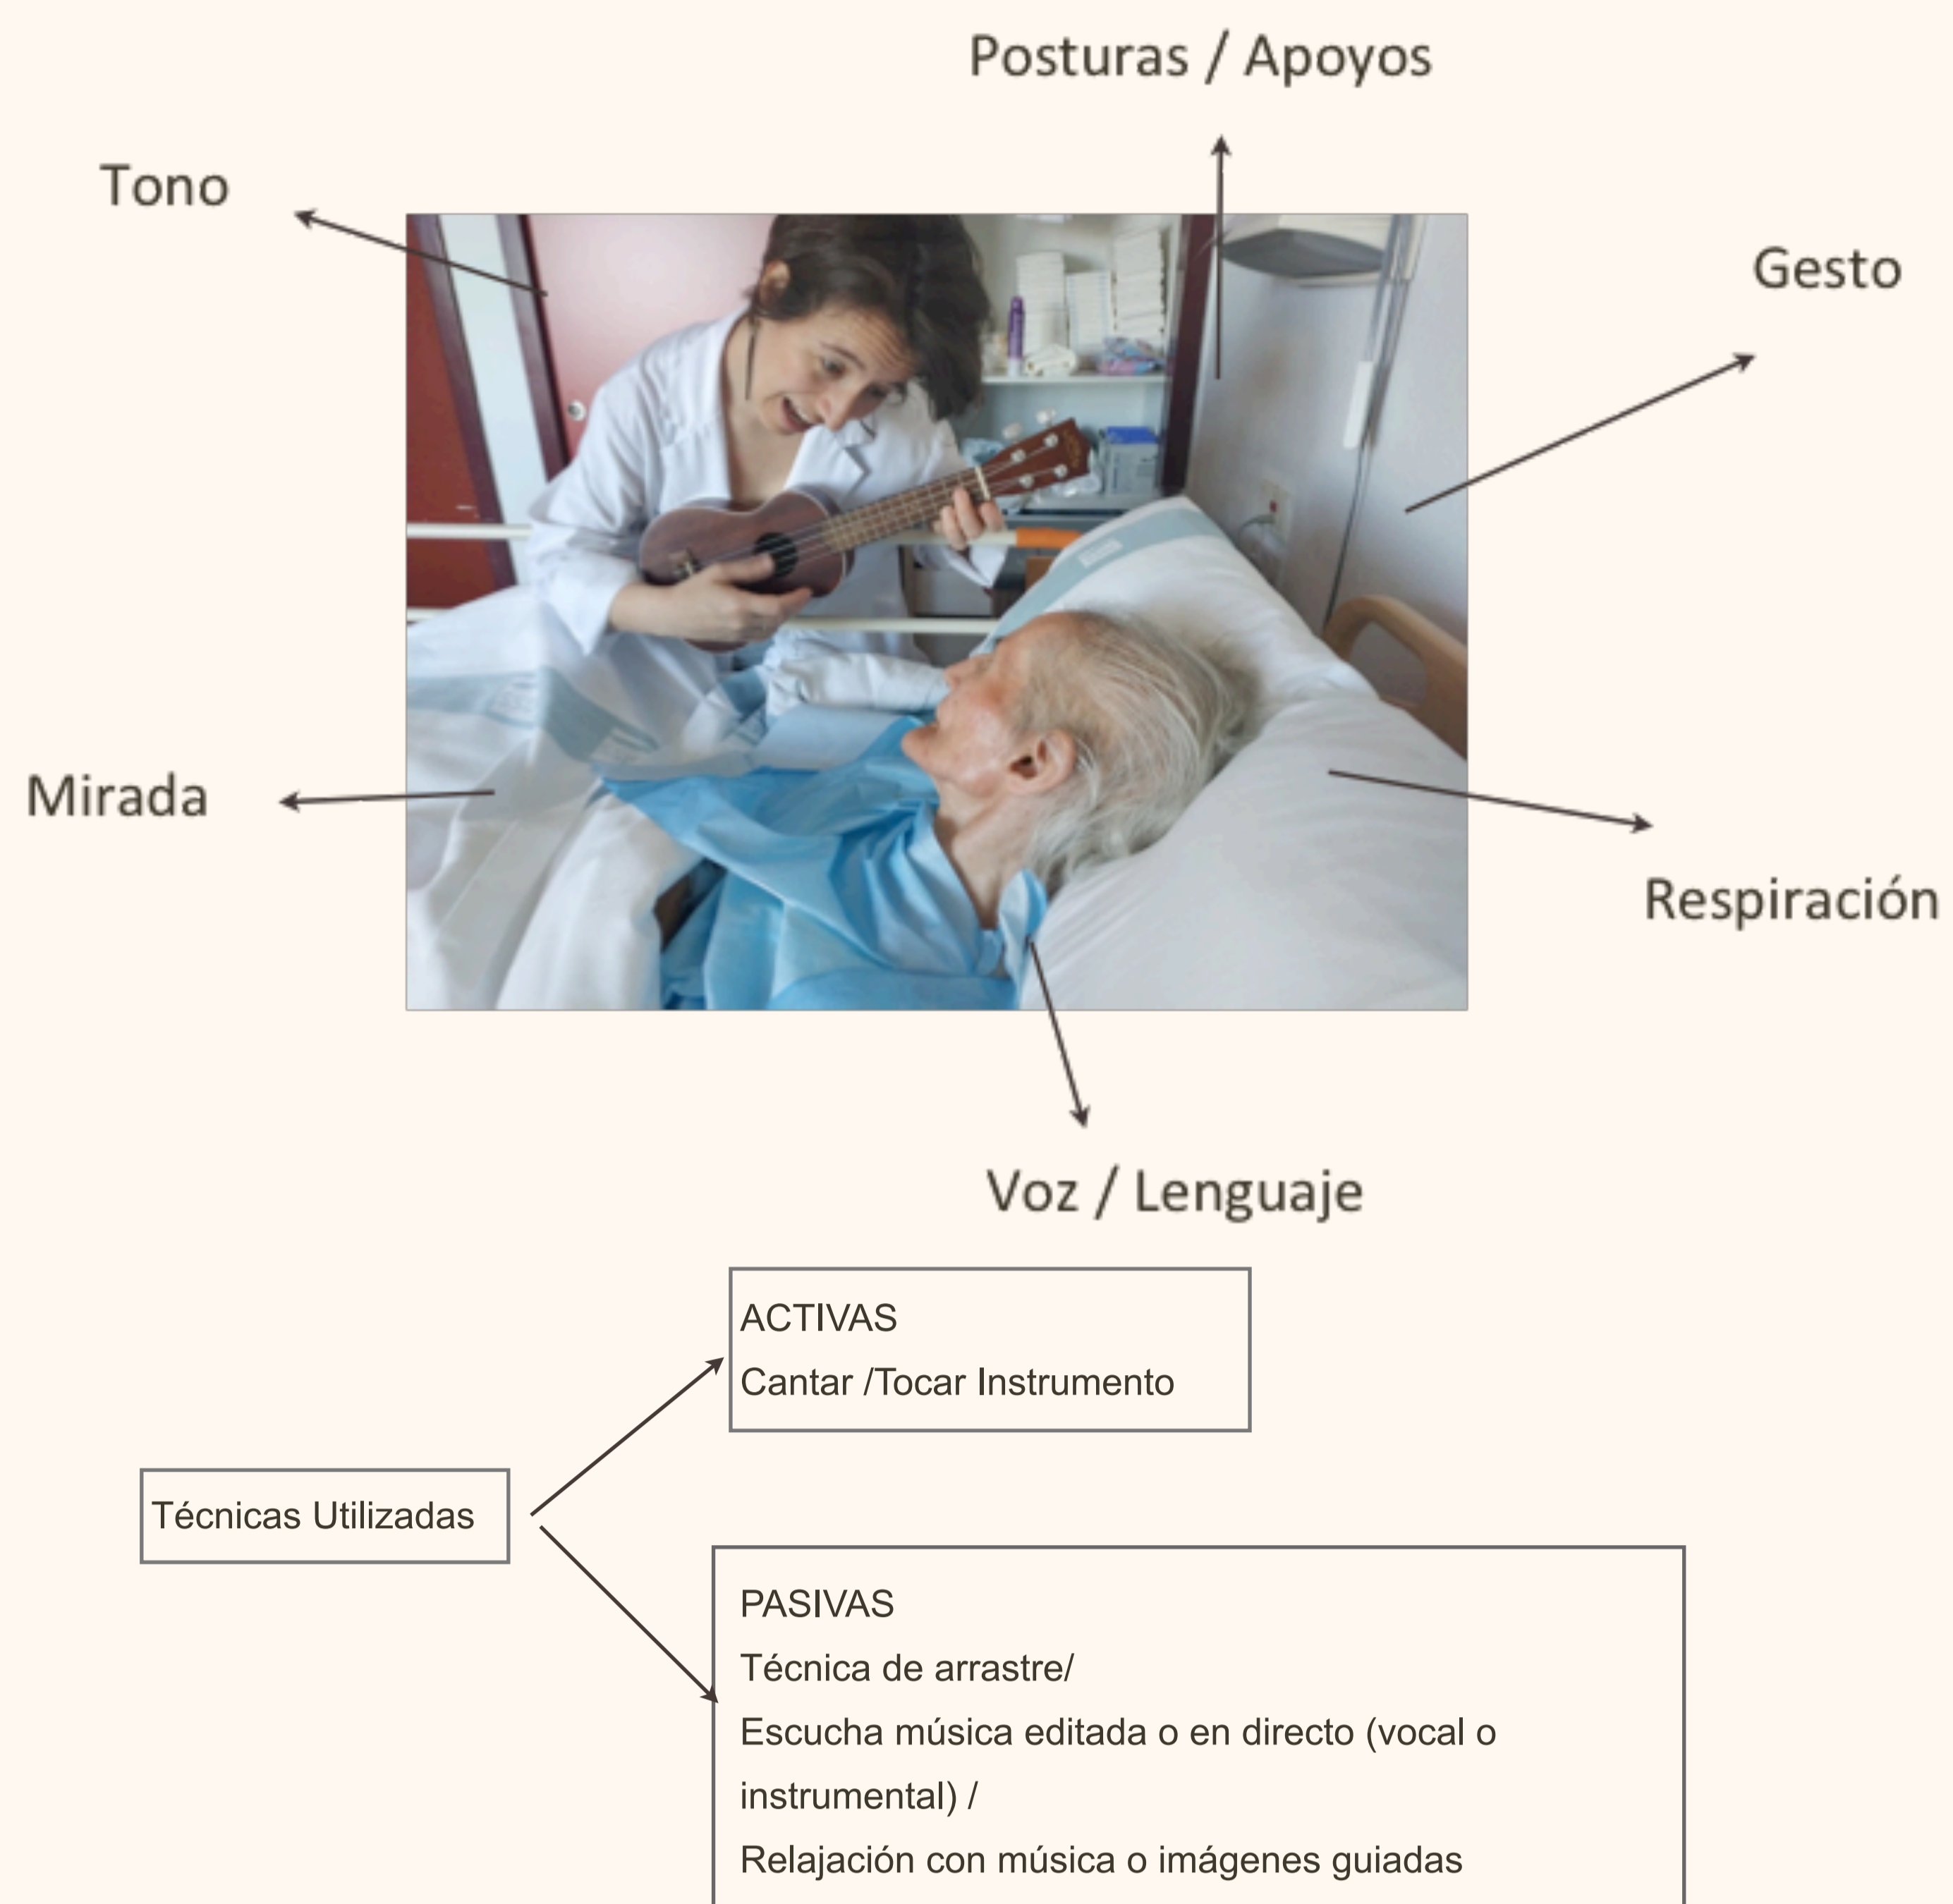 Posturas / Apoyos
Tono
Gesto
Mirada
Respiración
Voz / Lenguaje
ACTIVAS
Cantar /Tocar Instrumento
Técnicas Utilizadas
PASIVAS
Técnica de arrastre/
Escucha música editada o en directo (vocal o
instrumental) /
Relajación con música o imágenes guiadas